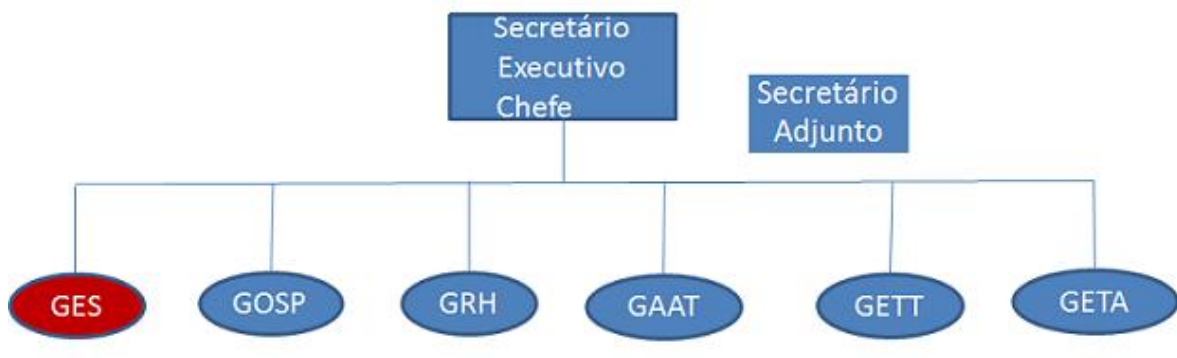 Secretário
Executivo
Chefe
Secretário
Adjunto
GES
GOSP
GRH
GAAT
GETT
GETA